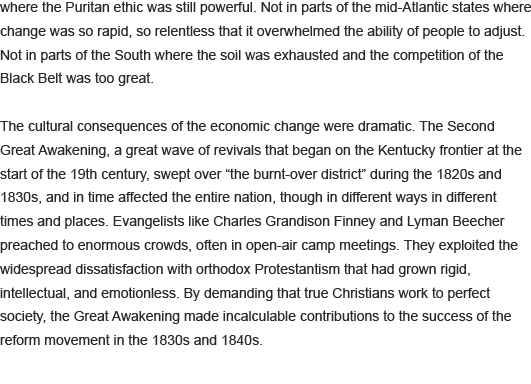 where the Puritan ethic was still powerful. Not in parts of the mid-Atlantic states where
change was so rapid, so relentless that it overwhelmed the ability of people to adjust.
Not in parts of the South where the soil was exhausted and the competition of the
Black Belt was too great.
The cultural consequences of the economic change were dramatic. The Second
Great Awakening, a great wave of revivals that began on the Kentucky frontier at the
start of the 19th century, swept over “the burnt-over district” during the 1820s and
1830s, and in time affected the entire nation, though in different ways in different
times and places. Evangelists like Charles Grandison Finney and Lyman Beecher
preached to enormous crowds, often in open-air camp meetings. They exploited the
widespread dissatisfaction with orthodox Protestantism that had grown rigid,
intellectual, and emotionless. By demanding that true Christians work to perfect
society, the Great Awakening made incalculable contributions to the success of the
reform movement in the 1830s and 1840s.